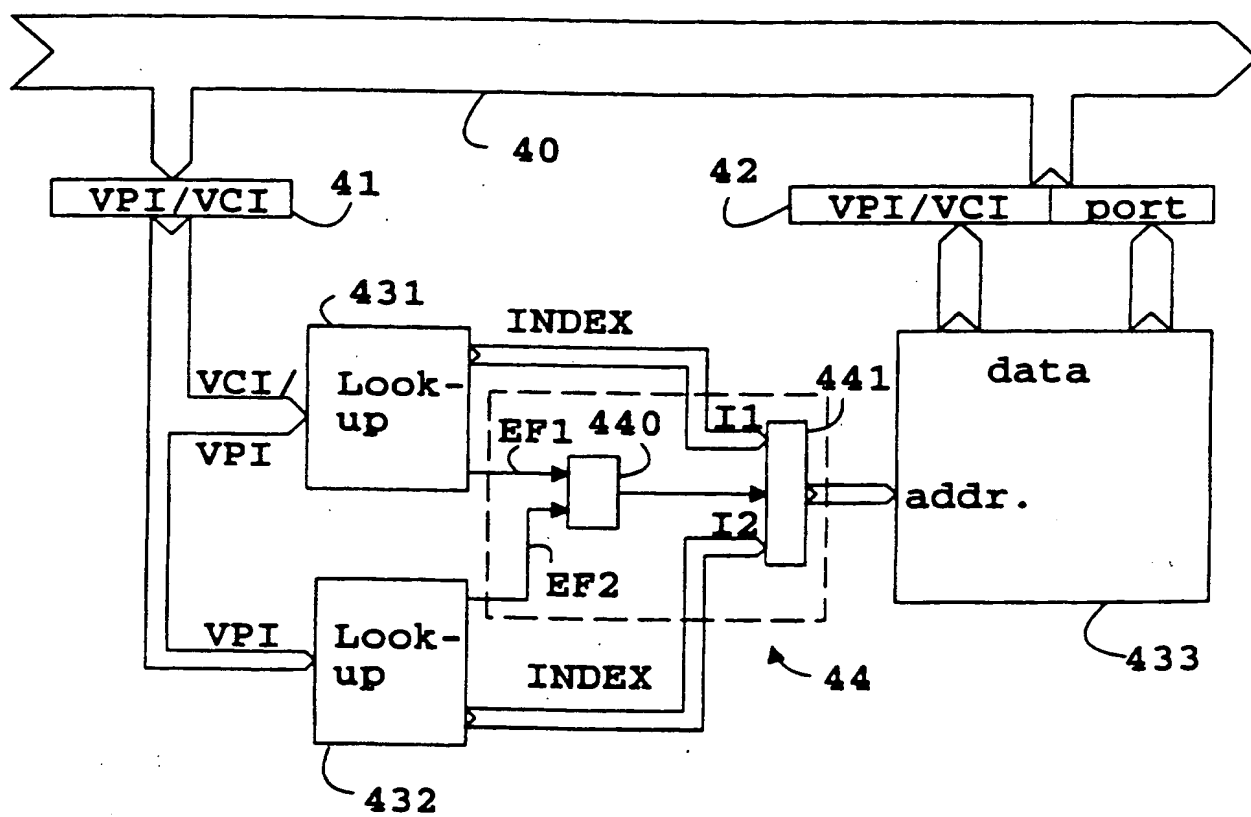 40
VPI/VCI
41
42
VPI/VCI
port
431
INDEX
Look-
up
VCI/
VPI
EF1
440
I1
441
data
addr.
I2
EF2
VPI
Look-
up
INDEX
44
433
432